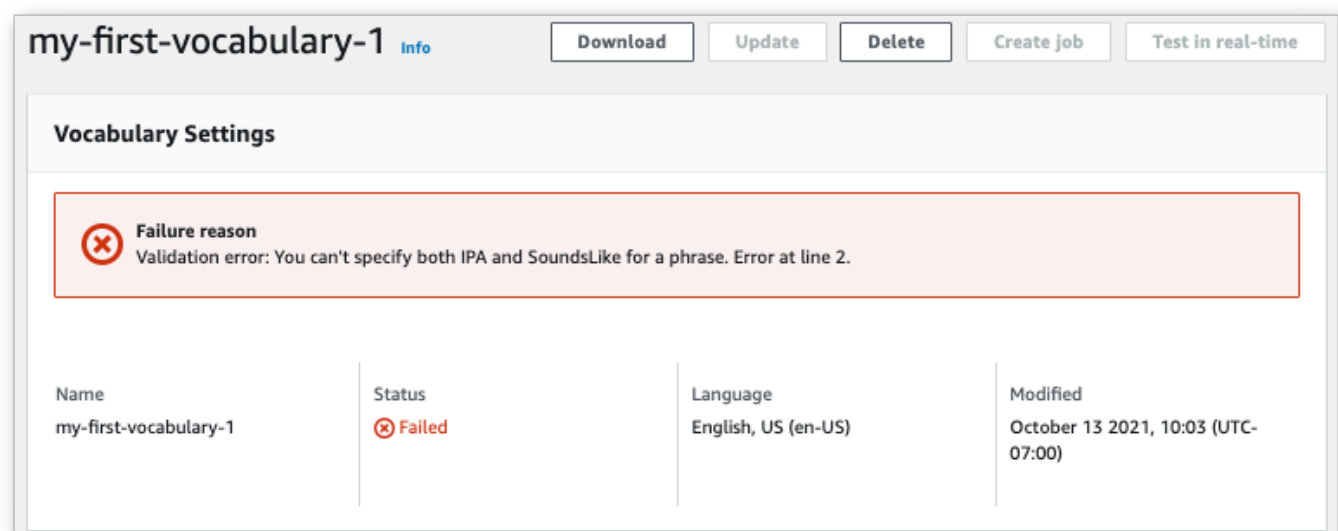 my-first-vocabulary-1 Info Download Update Delete Create job Test in real-time
Vocabulary Settings
Failure reason
Validation error: You can't specify both IPA and SoundsLike for a phrase. Error at line 2.
Name Status Language Modified
my-first-vocabulary-1 Failed English, US (en-US) October 13 2021, 10:03 (UTC-
07:00)